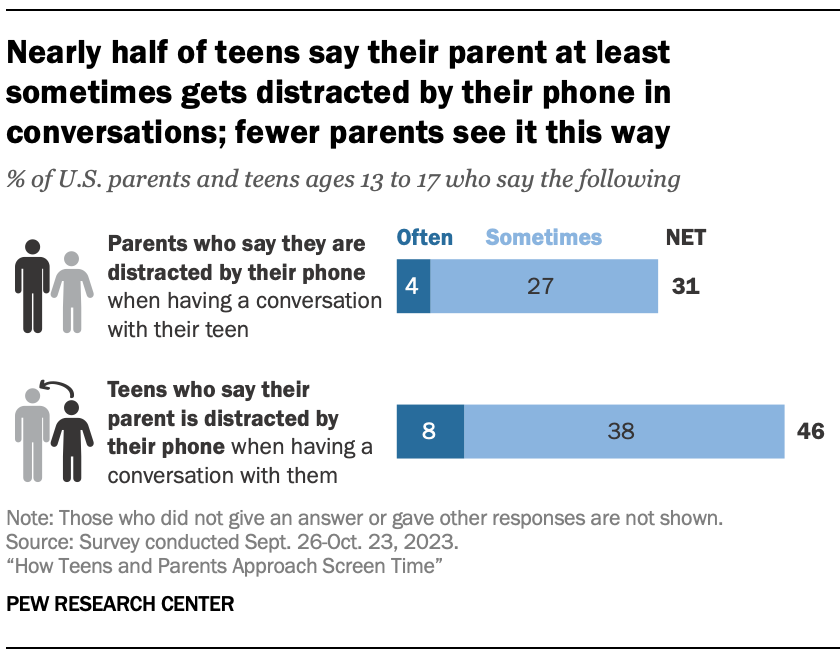 Nearly half of teens say their parent at least
sometimes gets distracted by their phone in
conversations; fewer parents see it this way
% of U.S. parents and teens ages 13 to 17 who say the following
Often Sometimes NET
Parents who say they are
distracted by their phone
when having a conversation
with their teen
4 27 31
Teens who say their
parent is distracted by
their phone when having a
conversation with them
8 38 46
Note: Those who did not give an answer or gave other responses are not shown.
Source: Survey conducted Sept. 26-Oct. 23, 2023.
“How Teens and Parents Approach Screen Time”
PEW RESEARCH CENTER